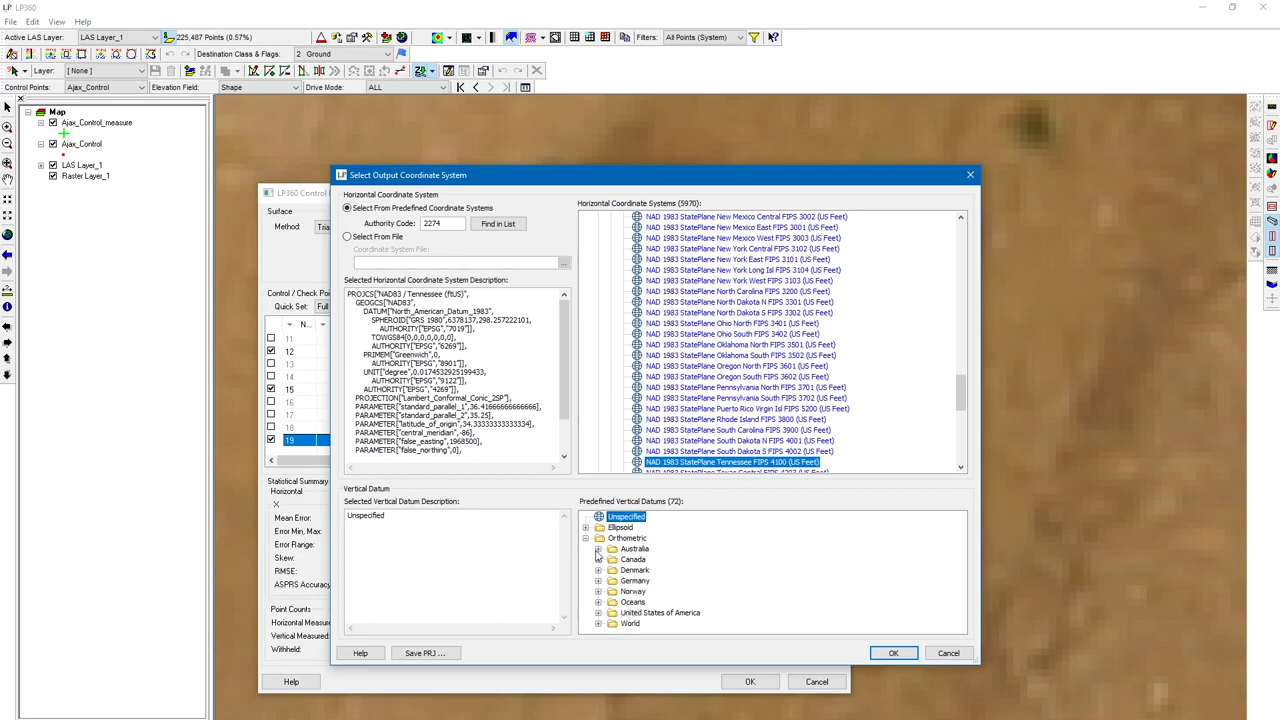 LP360
File Edit View Help
Active LAS Layer: LAS Layer_1 225,487 Points (0.57%) Filters: All Points (System)
Destination Class & Flags: 2 Ground
Layer: [ None ]
Control Points: Ajax_Control Elevation Field: Shape Drive Mode: ALL
Map
Ajax_Control_measure
Ajax_Control
LAS Layer_1
Raster Layer_1
LP360 Control
Surface
Method: Tria
Control / Check Poin
Quick Set: Full
N...
11
12
13
14
15
16
17
18
19
Statistical Summary
Horizontal
X
Mean Error:
Error Min, Max:
Error Range:
Skew:
RMSE:
ASPRS Accuracy
Point Counts
Horizontal Measured:
Vertical Measured:
Withheld:
Help OK Cancel
Select Output Coordinate System
Horizontal Coordinate System
Select From Predefined Coordinate Systems
Authority Code: 2274 Find in List
Select From File
Coordinate System File:
...
Selected Horizontal Coordinate System Description:
PROJCS["NAD83 / Tennessee (ftUS)",
GEOGCS["NAD83",
DATUM["North_American_Datum_1983",
SPHEROID["GRS 1980",6378137,298.257222101,
AUTHORITY["EPSG","7019"]],
TOWGS84[0,0,0,0,0,0,0],
AUTHORITY["EPSG","6269"]],
PRIMEM["Greenwich",0,
AUTHORITY["EPSG","8901"]],
UNIT["degree",0.0174532925199433,
AUTHORITY["EPSG","9122"]],
AUTHORITY["EPSG","4269"]],
PROJECTION["Lambert_Conformal_Conic_2SP"],
PARAMETER["standard_parallel_1",36.41666666666666],
PARAMETER["standard_parallel_2",35.25],
PARAMETER["latitude_of_origin",34.33333333333334],
PARAMETER["central_meridian",-86],
PARAMETER["false_easting",1968500],
PARAMETER["false_northing",0],
Horizontal Coordinate Systems (5970):
NAD 1983 StatePlane New Mexico Central FIPS 3002 (US Feet)
NAD 1983 StatePlane New Mexico East FIPS 3001 (US Feet)
NAD 1983 StatePlane New Mexico West FIPS 3003 (US Feet)
NAD 1983 StatePlane New York Central FIPS 3102 (US Feet)
NAD 1983 StatePlane New York East FIPS 3101 (US Feet)
NAD 1983 StatePlane New York Long Isl FIPS 3104 (US Feet)
NAD 1983 StatePlane New York West FIPS 3103 (US Feet)
NAD 1983 StatePlane North Carolina FIPS 3200 (US Feet)
NAD 1983 StatePlane North Dakota N FIPS 3301 (US Feet)
NAD 1983 StatePlane North Dakota S FIPS 3302 (US Feet)
NAD 1983 StatePlane Ohio North FIPS 3401 (US Feet)
NAD 1983 StatePlane Ohio South FIPS 3402 (US Feet)
NAD 1983 StatePlane Oklahoma North FIPS 3501 (US Feet)
NAD 1983 StatePlane Oklahoma South FIPS 3502 (US Feet)
NAD 1983 StatePlane Oregon North FIPS 3601 (US Feet)
NAD 1983 StatePlane Oregon South FIPS 3602 (US Feet)
NAD 1983 StatePlane Pennsylvania North FIPS 3701 (US Feet)
NAD 1983 StatePlane Pennsylvania South FIPS 3702 (US Feet)
NAD 1983 StatePlane Puerto Rico Virgin Isl FIPS 5200 (US Feet)
NAD 1983 StatePlane Rhode Island FIPS 3800 (US Feet)
NAD 1983 StatePlane South Carolina FIPS 3900 (US Feet)
NAD 1983 StatePlane South Dakota N FIPS 4001 (US Feet)
NAD 1983 StatePlane South Dakota S FIPS 4002 (US Feet)
NAD 1983 StatePlane Tennessee FIPS 4100 (US Feet)
NAD 1983 StatePlane Texas Central FIPS 4203 (US Feet)
Vertical Datum
Selected Vertical Datum Description:
Unspecified
Predefined Vertical Datums (72):
Unspecified
Ellipsoid
Orthometric
Australia
Canada
Denmark
Germany
Norway
Oceans
United States of America
World
Help Save PRJ ... OK Cancel